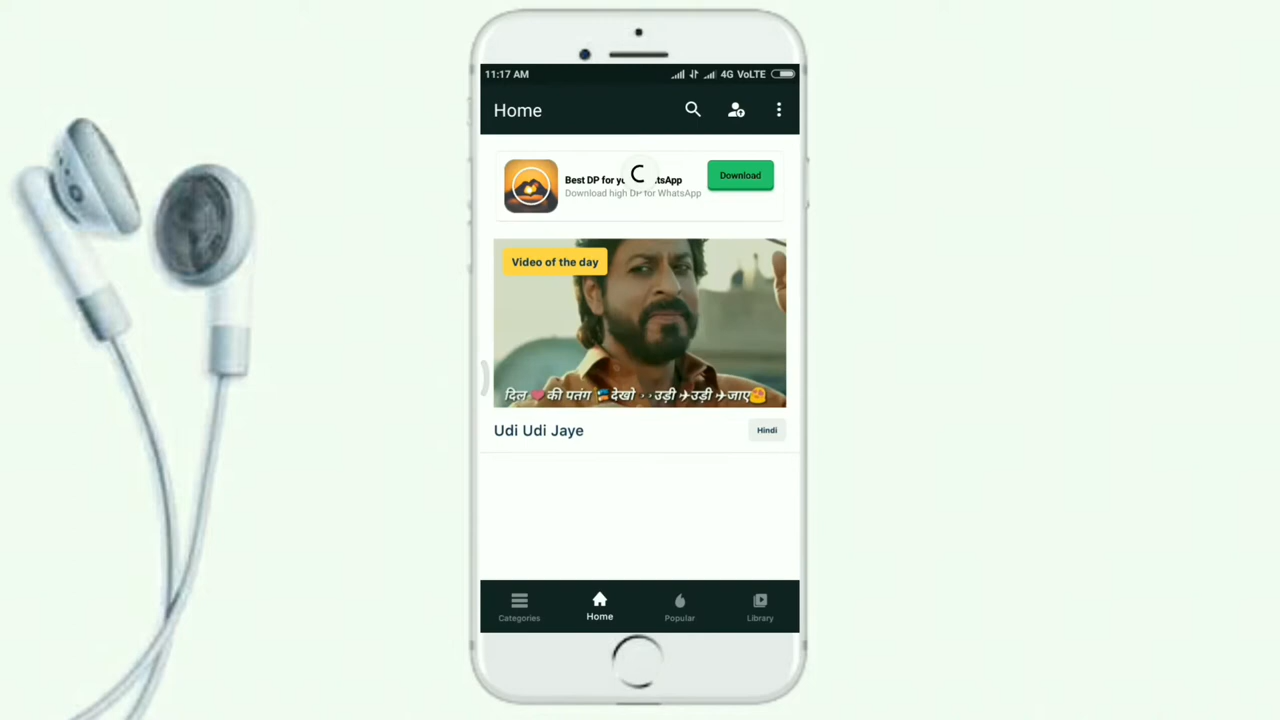 11:17 AM
4G VoLTE
Home
Best DP for
tsApp
Download high
for WhatsApp
Download
Video of the day
दिल की पतंग देखो उड़ी उड़ी जाए
Udi Udi Jaye
Hindi
Categories
Home
Popular
Library